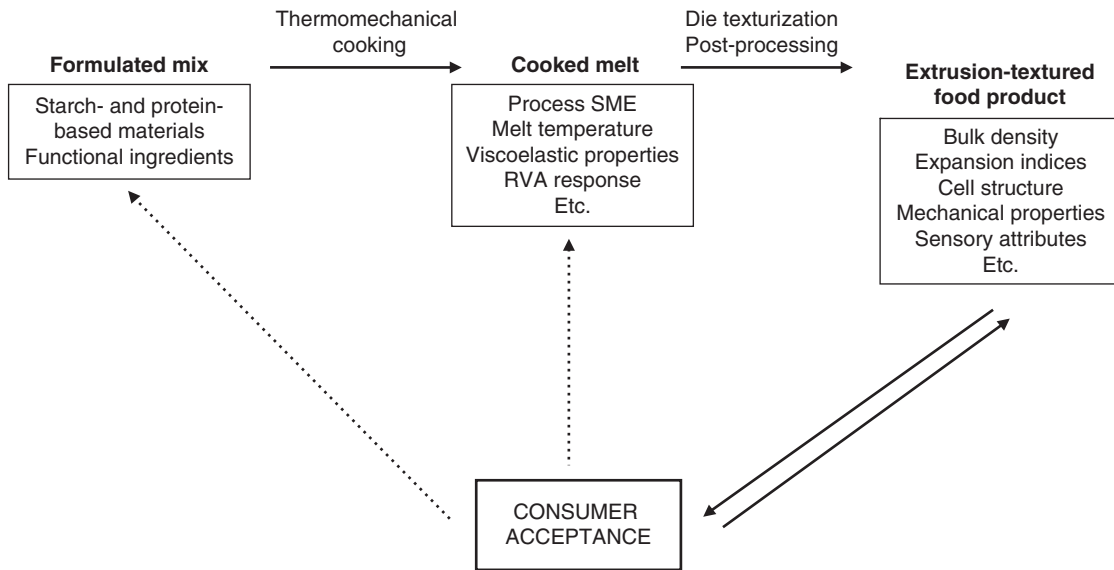 Thermomechanical
cooking
Die texturization
Post-processing
Formulated mix
Starch- and protein-
based materials
Functional ingredients
Cooked melt
Process SME
Melt temperature
Viscoelastic properties
RVA response
Etc.
Extrusion-textured
food product
Bulk density
Expansion indices
Cell structure
Mechanical properties
Sensory attributes
Etc.
CONSUMER
ACCEPTANCE